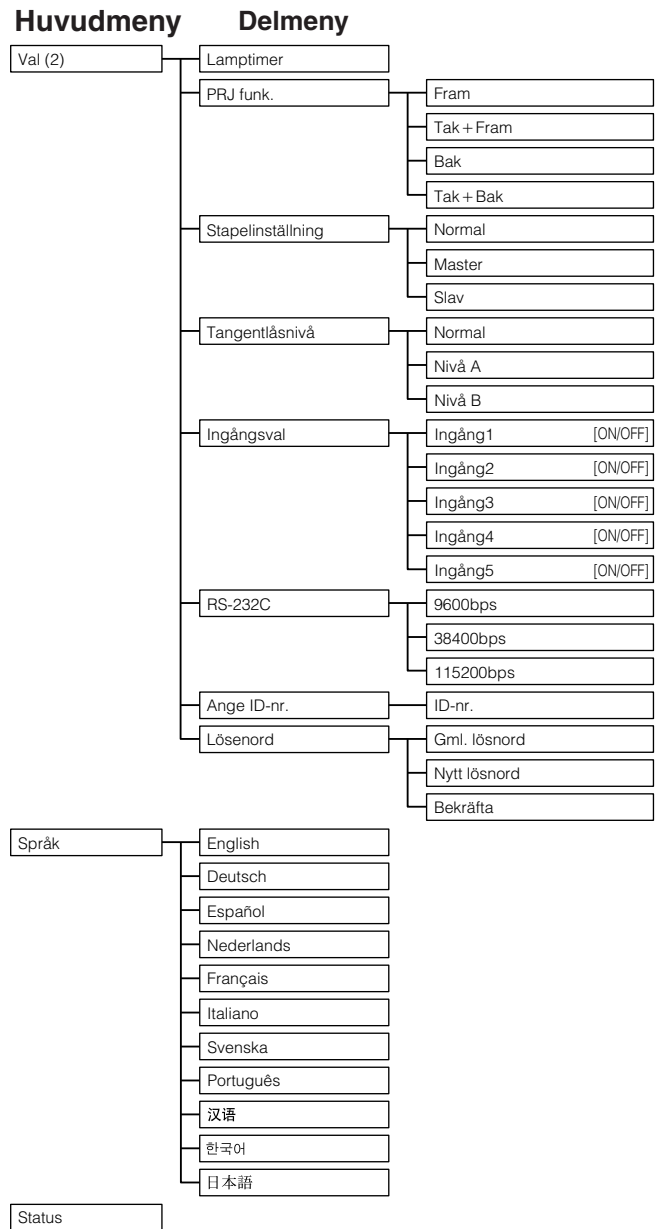 Huvudmeny Delmeny
Val (2) Lamptimer
PRJ funk. Fram
Tak+Fram
Bak
Tak+Bak
Stapelinställning Normal
Master
Slav
Tangentlåsnivå Normal
Nivå A
Nivå B
Ingångsval Ingång1 [ON/OFF]
Ingång2 [ON/OFF]
Ingång3 [ON/OFF]
Ingång4 [ON/OFF]
Ingång5 [ON/OFF]
RS-232C 9600bps
38400bps
115200bps
Ange ID-nr. ID-nr.
Lösenord Gml. lösnord
Nytt lösnord
Bekräfta
Språk English
Deutsch
Español
Nederlands
Français
Italiano
Svenska
Português
汉语
한국어
日本語
Status